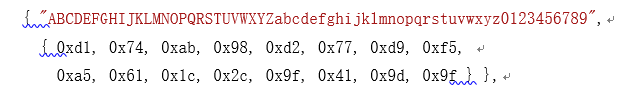 { "ABCDEFGHIJKLMNOPQRSTUVWXYZabcdefghijklmnopqrstuvwxyz0123456789",
{ 0xd1, 0x74, 0xab, 0x98, 0xd2, 0x77, 0xd9, 0xf5,
0xa5, 0x61, 0x1c, 0x2c, 0x9f, 0x41, 0x9d, 0x9f } },